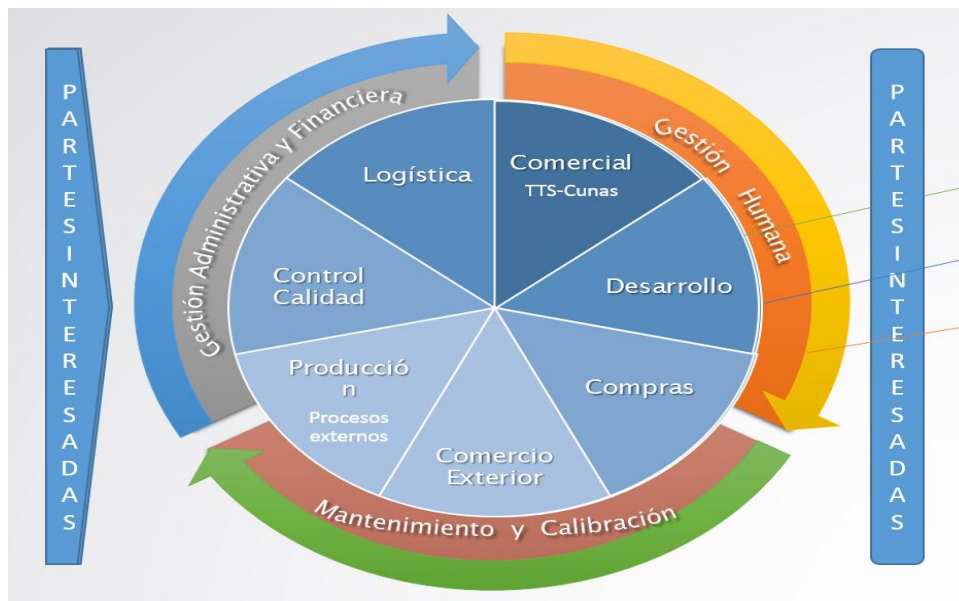 PARTES INTERESADAS
Gestión Administrativa y Financiera
Gestión Humana
Logística
Comercial
TTS-Cunas
Control
Calidad
Desarrollo
Producció
n
Procesos
externos
Compras
Comercio
Exterior
Mantenimiento y Calibración
PARTES INTERESADAS